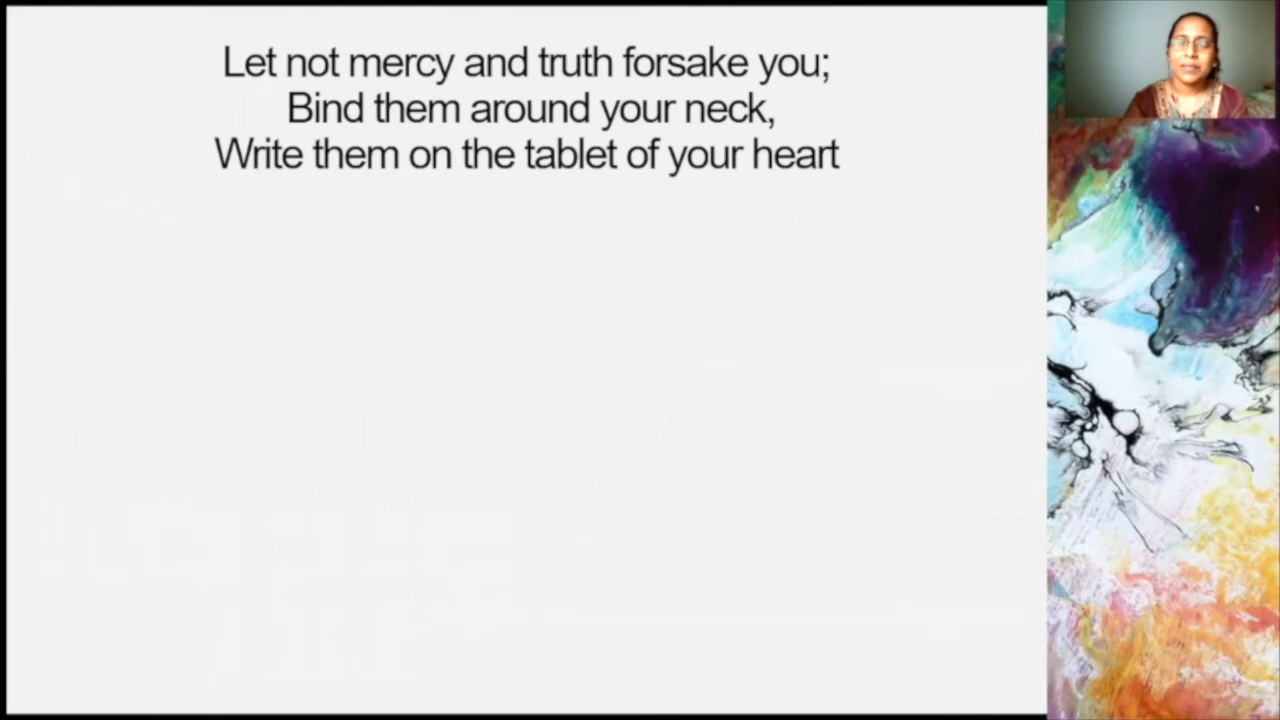 Let not mercy and truth forsake you;
Bind them around your neck,
Write them on the tablet of your heart